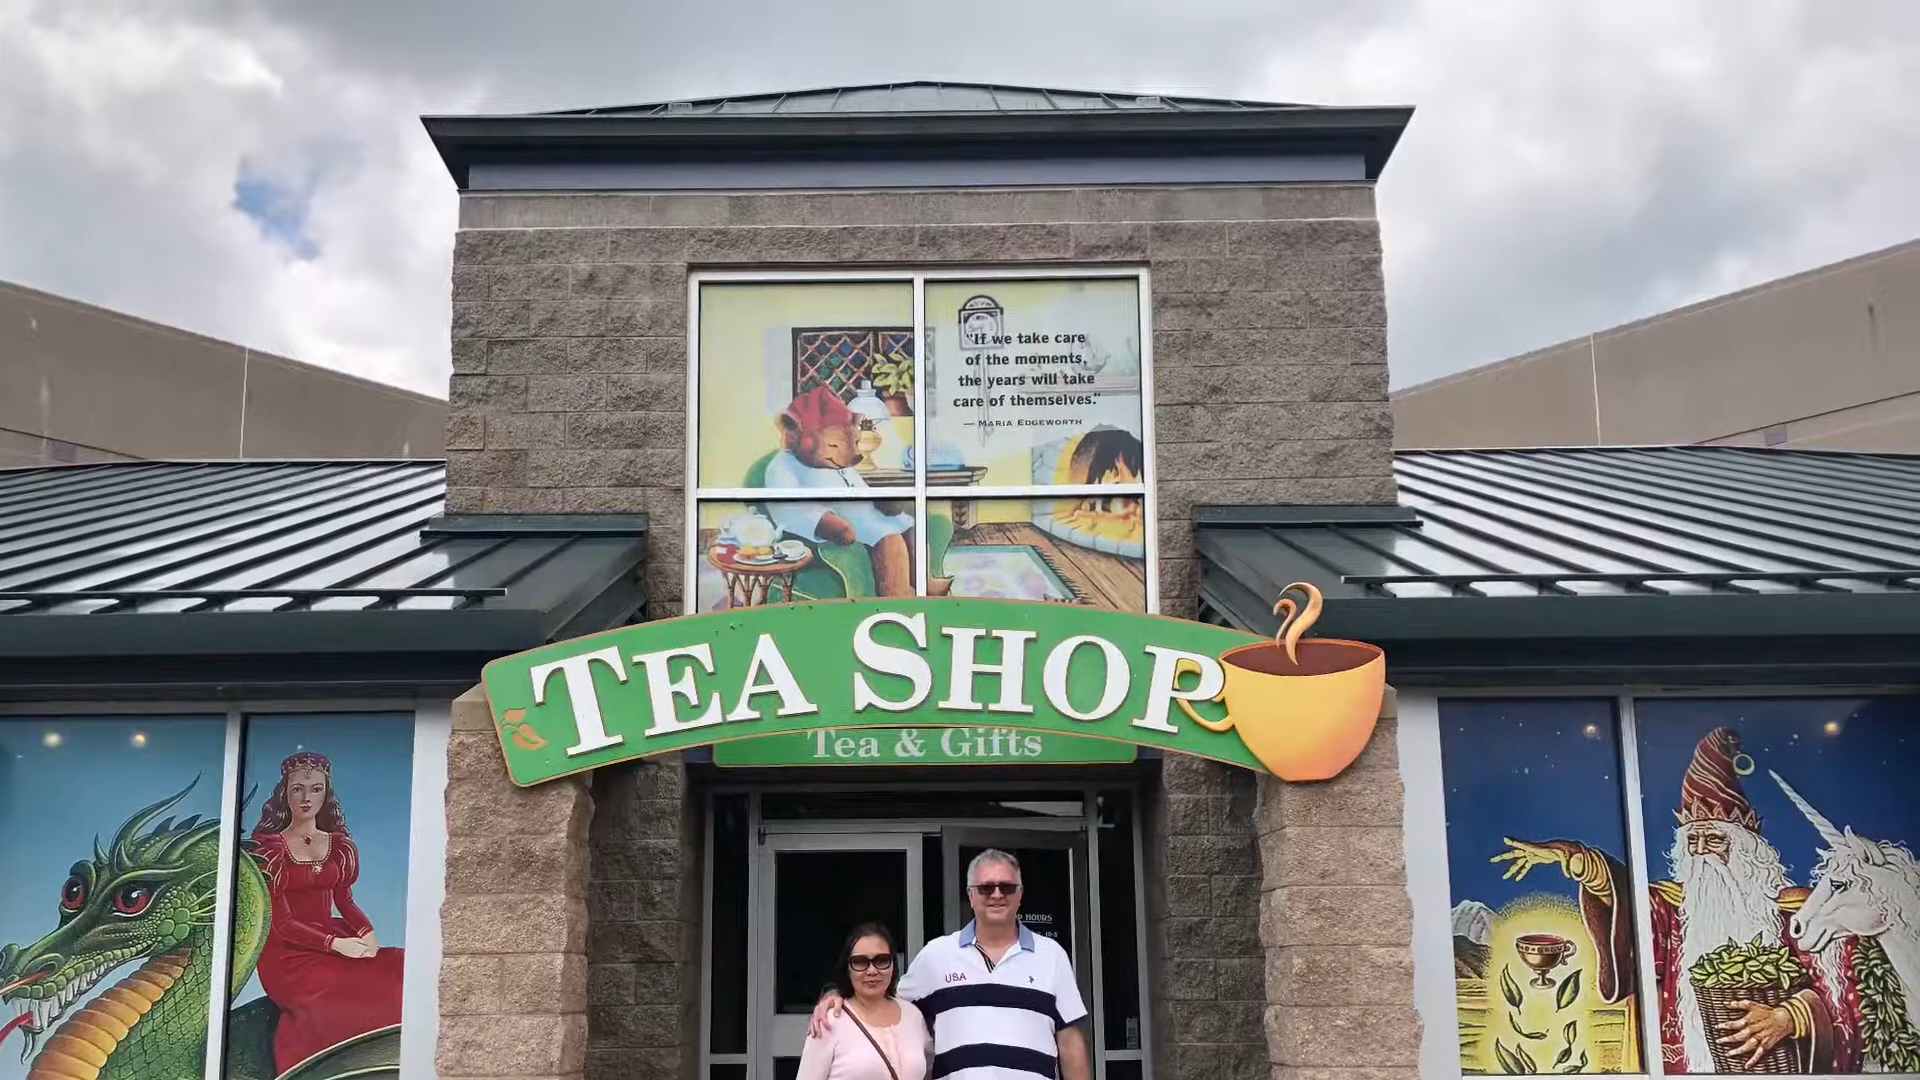 "If we take care
of the moments,
the years will take
care of themselves."
— MARIA EDGEWORTH
TEA SHOP
Tea & Gifts
HOURS
USA